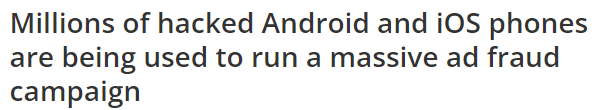 Millions of hacked Android and iOS phones
are being used to run a massive ad fraud
campaign